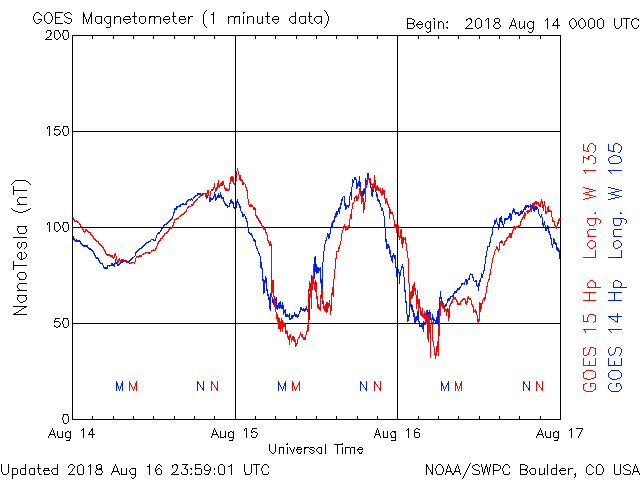 GOES Magnetometer (1 minute data)
Begin: 2018 Aug 14 0000 UTC
200
150
100
50
0
NanoTesla (nT)
M M N N M M N N M M N N
Aug 14 Aug 15 Aug 16 Aug 17
Universal Time
GOES 15 Hp Long. W 135
GOES 14 Hp Long. W 105
Updated 2018 Aug 16 23:59:01 UTC
NOAA/SWPC Boulder, CO USA